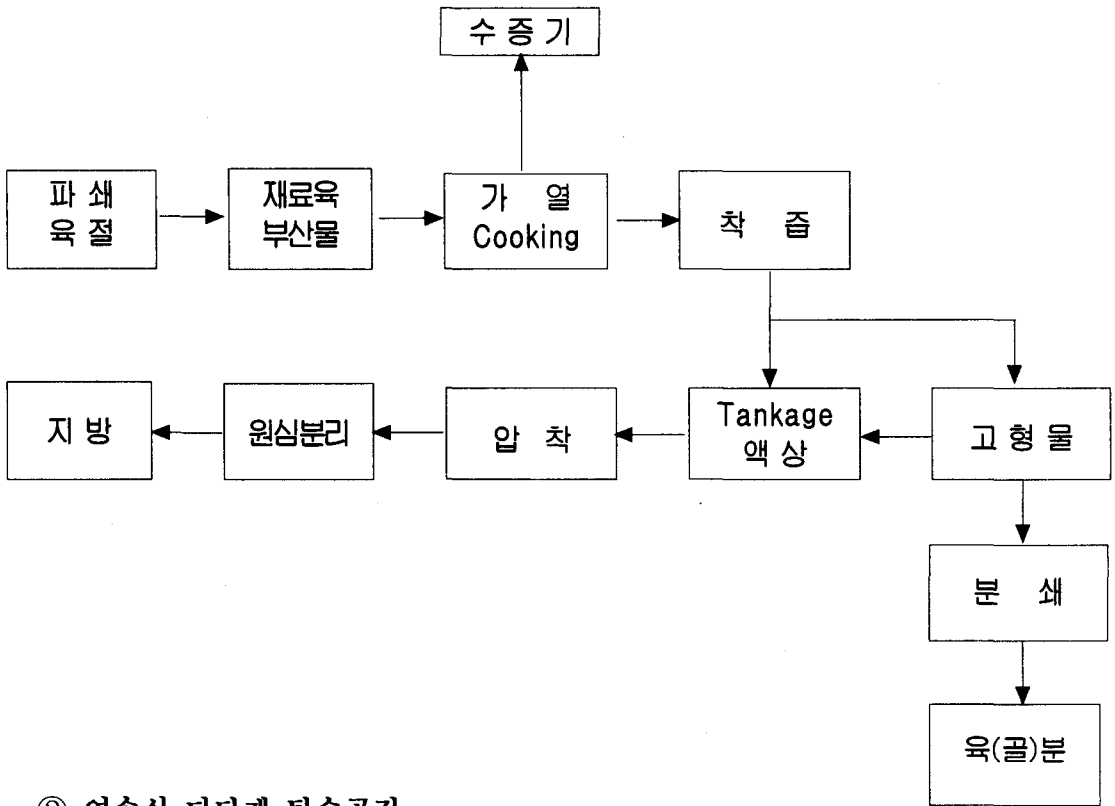 수 증 기
파 쇄
육 절
재료육
부산물
가 열
Cooking
착 즙
지 방
원심분리
압 착
Tankage
액 상
고 형 물
분 쇄
육(골)분